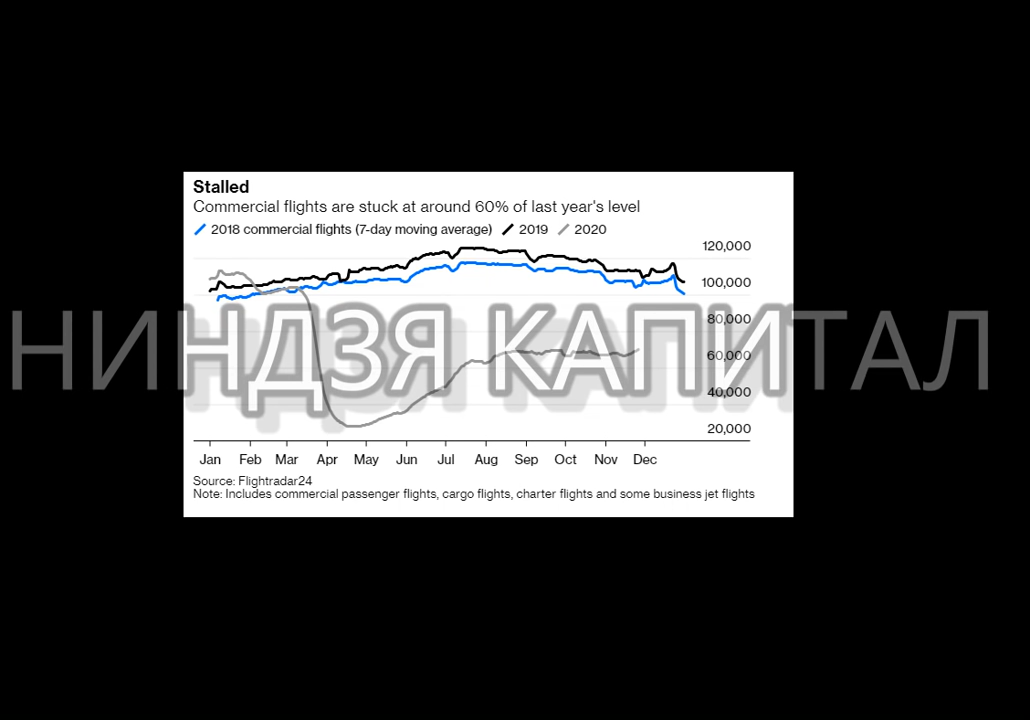 Stalled
Commercial flights are stuck at around 60% of last year's level
2018 commercial flights (7-day moving average) 2019 2020
120,000
100,000
80,000
НИНДЗЯ КАПИТАЛ
60,000
40,000
20,000
Jan Feb Mar Apr May Jun Jul Aug Sep Oct Nov Dec
Source: Flightradar24
Note: Includes commercial passenger flights, cargo flights, charter flights and some business jet flights